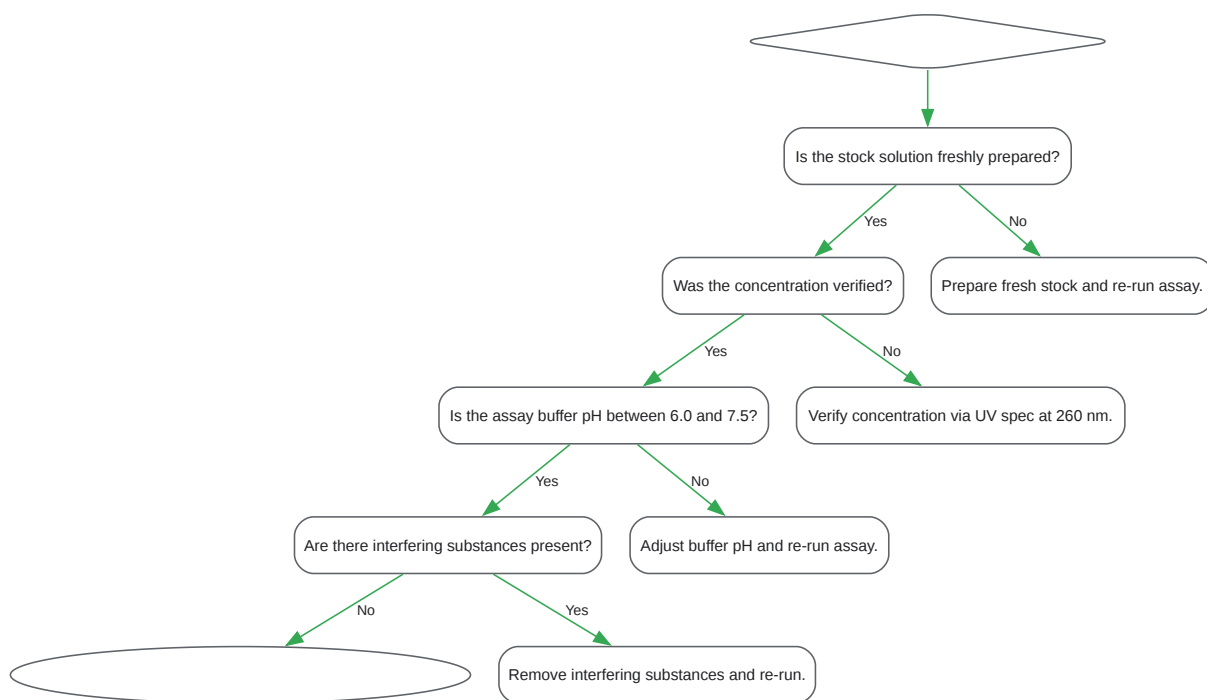 Is the stock solution freshly prepared?
Yes
No
Was the concentration verified?
Prepare fresh stock and re-run assay.
Yes
No
Is the assay buffer pH between 6.0 and 7.5?
Verify concentration via UV spec at 260 nm.
Yes
No
Are there interfering substances present?
Adjust buffer pH and re-run assay.
No
Yes
Remove interfering substances and re-run.